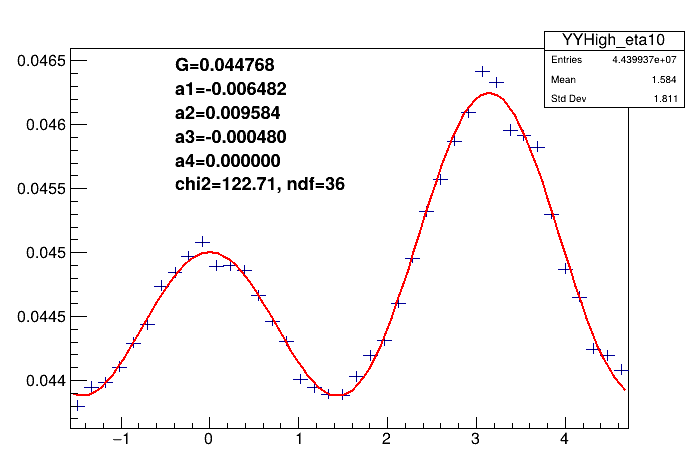 YYHigh_eta10
Entries 4.439937e+07
Mean 1.584
Std Dev 1.811
G=0.044768
a1=-0.006482
a2=0.009584
a3=-0.000480
a4=0.000000
chi2=122.71, ndf=36
0.0465
0.046
0.0455
0.045
0.0445
0.044
−1 0 1 2 3 4